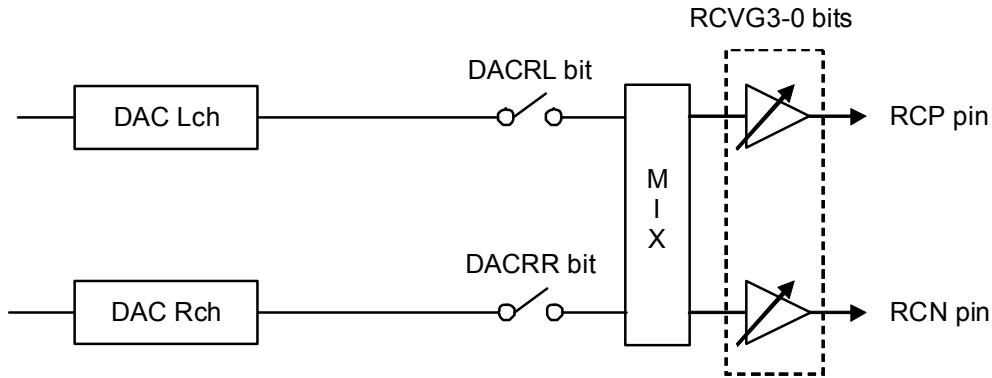 RCVG3-0 bits
DACRL bit
DAC Lch
RCP pin
M
I
X
DACRR bit
DAC Rch
RCN pin